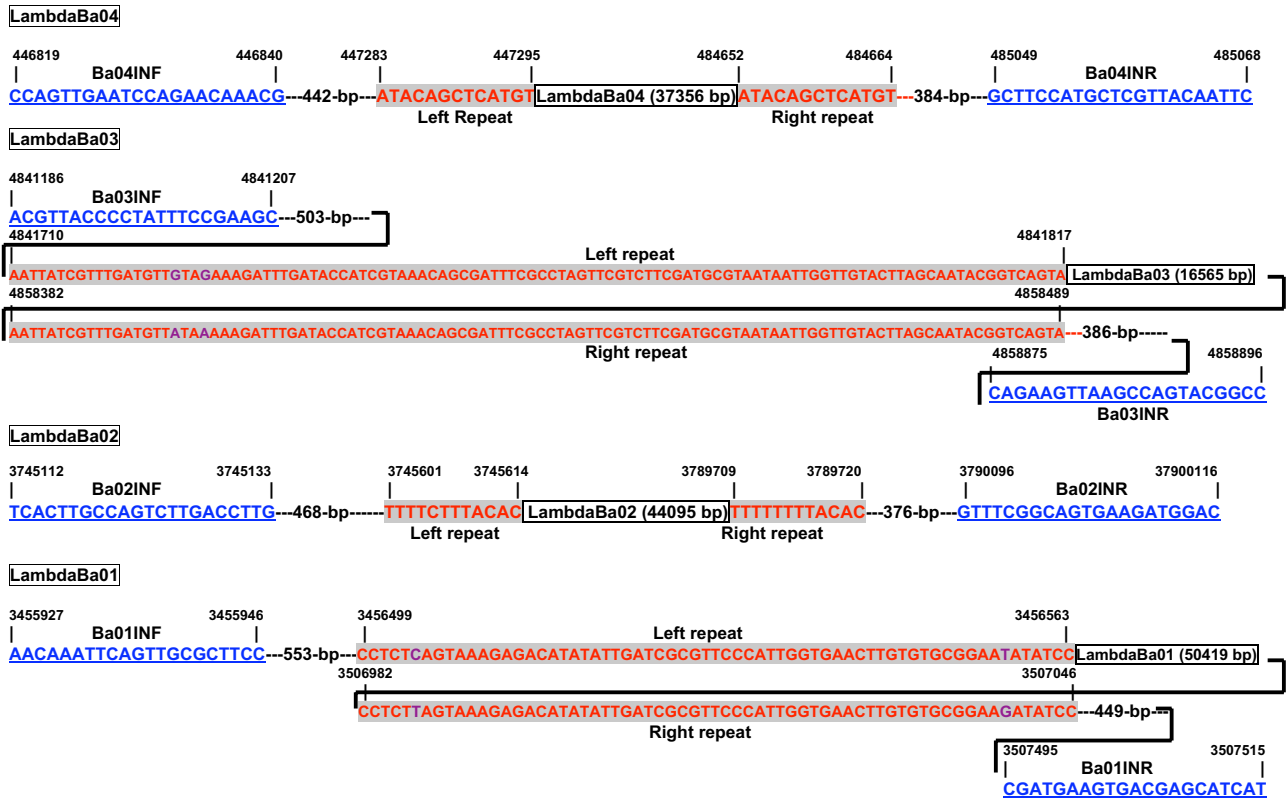 LambdaBa04
446819 446840 447283 447295 484652 484664 485049 485068
Ba04INF Ba04INR
CCAGTTGAATCCAGAACAAACG---442-bp---ATACAGCTCATGT LambdaBa04 (37356 bp) ATACAGCTCATGT---384-bp---GCTTCCATGCTCGTTACAATTC
Left Repeat Right repeat
LambdaBa03
4841186 4841207
Ba03INF
ACGTTACCCCTATTTCCGAAGC---503-bp---
4841710 Left repeat 4841817
AATTATCGTTTGATGTTGTAGAAAGATTTGATACCATCGTAAACAGCGATTTCGCCTAGTTCGTCTTCGATGCGTAATAATTGGTTGTACTTAGCAATACGGTCAGTA LambdaBa03 (16565 bp)
4858382 4858489
AATTATCGTTTGATGTTATAAAAAGATTTGATACCATCGTAAACAGCGATTTCGCCTAGTTCGTCTTCGATGCGTAATAATTGGTTGTACTTAGCAATACGGTCAGTA---386-bp-----
Right repeat
4858875 4858896
CAGAAGTTAAGCCAGTACGGCC
Ba03INR
LambdaBa02
3745112 3745133 3745601 3745614 3789709 3789720 3790096 37900116
Ba02INF Ba02INR
TCACTTGCCAGTCTTGACCTTG---468-bp------TTTTCTTTACAC LambdaBa02 (44095 bp) TTTTTTTTACAC---376-bp---GTTTCGGCAGTGAAGATGGAC
Left repeat Right repeat
LambdaBa01
3455927 3455946 3456499 3456563
Ba01INF Left repeat
AACAAATTCAGTTGCGCTTCC---553-bp---CCTCTCAGTAAAGAGACATATATTGATCGCGTTCCCATTGGTGAACTTGTGTGCGGAATATATCC LambdaBa01 (50419 bp)
3506982 3507046
CCTCTTAGTAAAGAGACATATATTGATCGCGTTCCCATTGGTGAACTTGTGTGCGGAAGATATCC---449-bp---
Right repeat
3507495 3507515
Ba01INR
CGATGAAGTGACGAGCATCAT